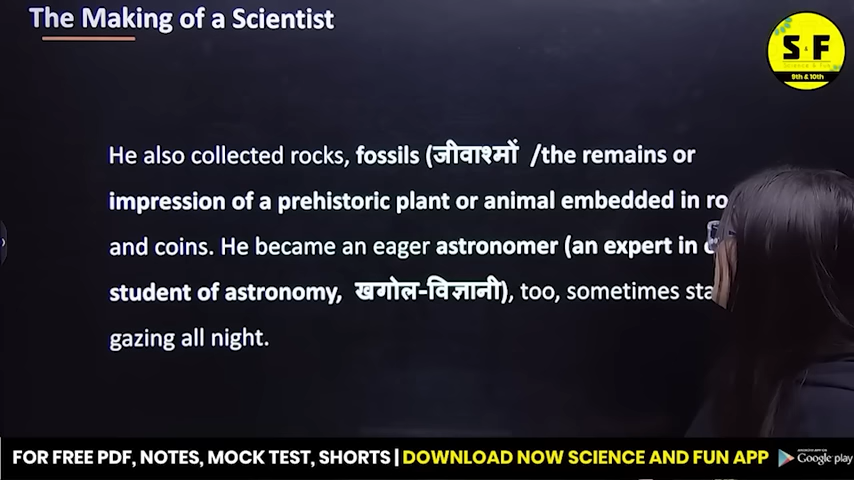 The Making of a Scientist
S & F
Science & Fun
9th & 10th
He also collected rocks, fossils (जीवाश्मों /the remains or
impression of a prehistoric plant or animal embedded in
and coins. He became an eager astronomer (an expert in
student of astronomy, खगोल-विज्ञानी), too, sometimes
gazing all night.
FOR FREE PDF, NOTES, MOCK TEST, SHORTS | DOWNLOAD NOW SCIENCE AND FUN APP
Google play